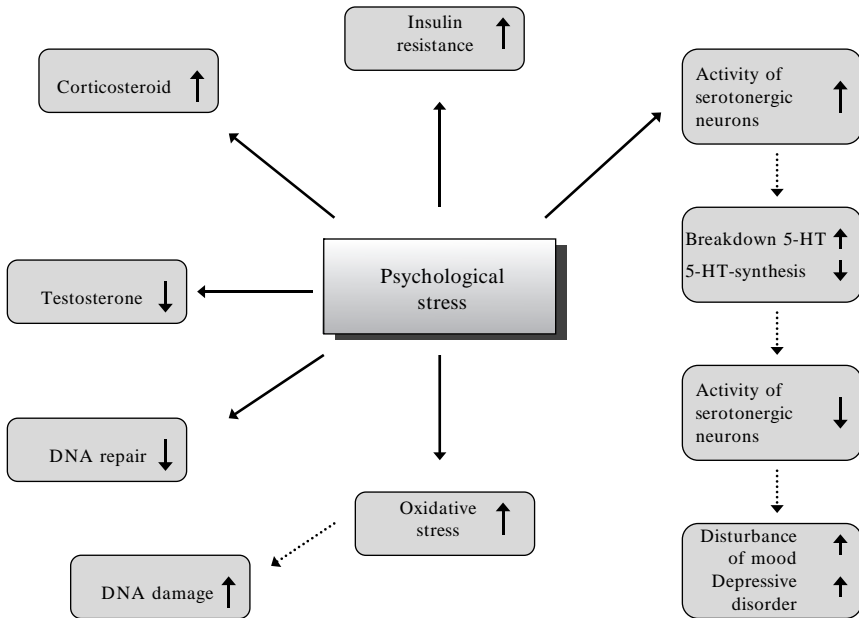 Insulin
resistance
Corticosteroid
Activity of
serotonergic
neurons
Breakdown 5-HT
5-HT-synthesis
Psychological
stress
Testosterone
Activity of
serotonergic
neurons
DNA repair
Oxidative
stress
Disturbance
of mood
Depressive
disorder
DNA damage